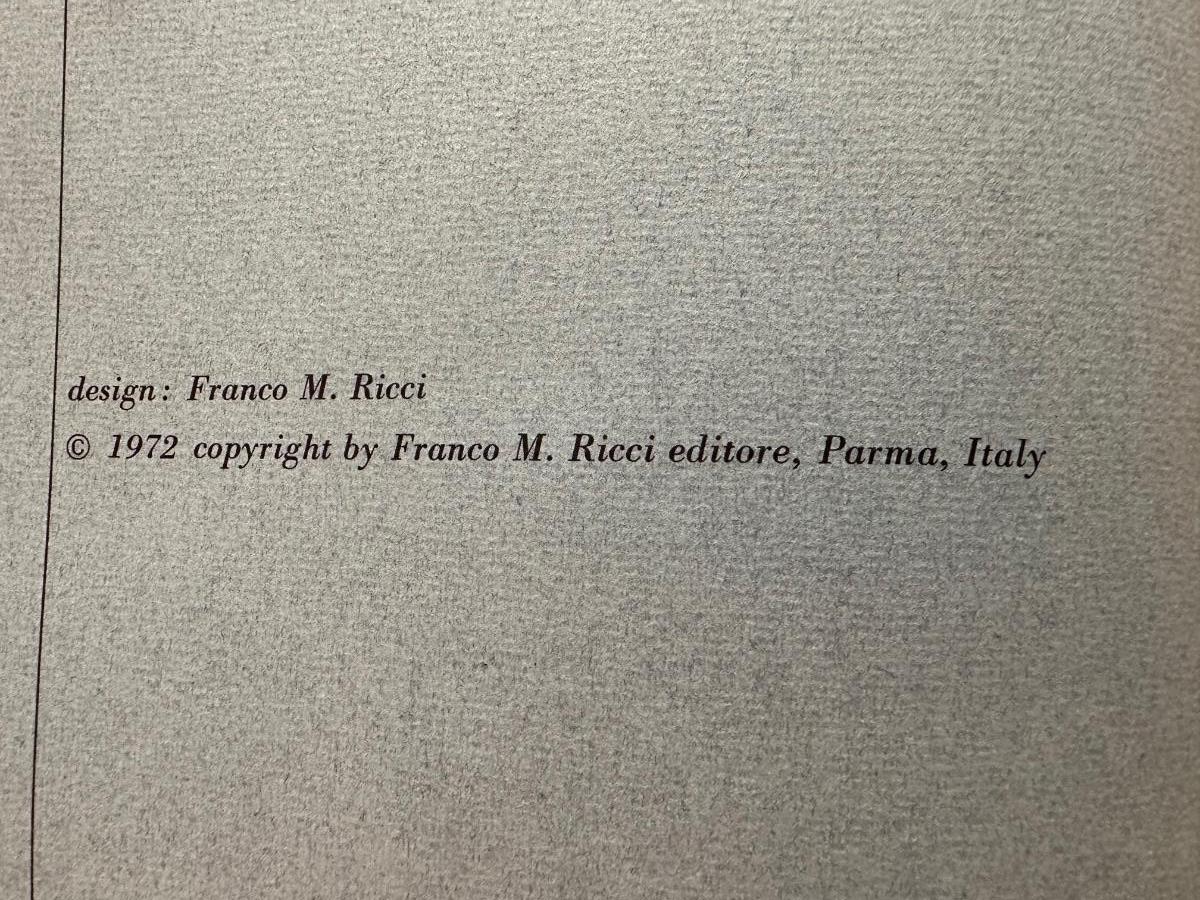 design: Franco M. Ricci
© 1972 copyright by Franco M. Ricci editore, Parma, Italy